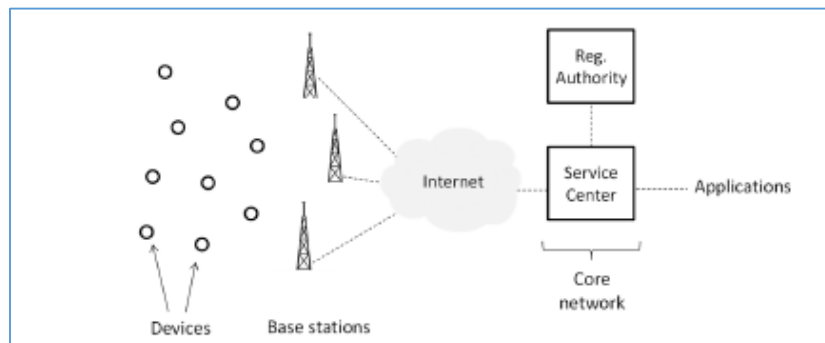 Reg.
Authority
Internet
Service
Center
Applications
Core
network
Devices
Base stations